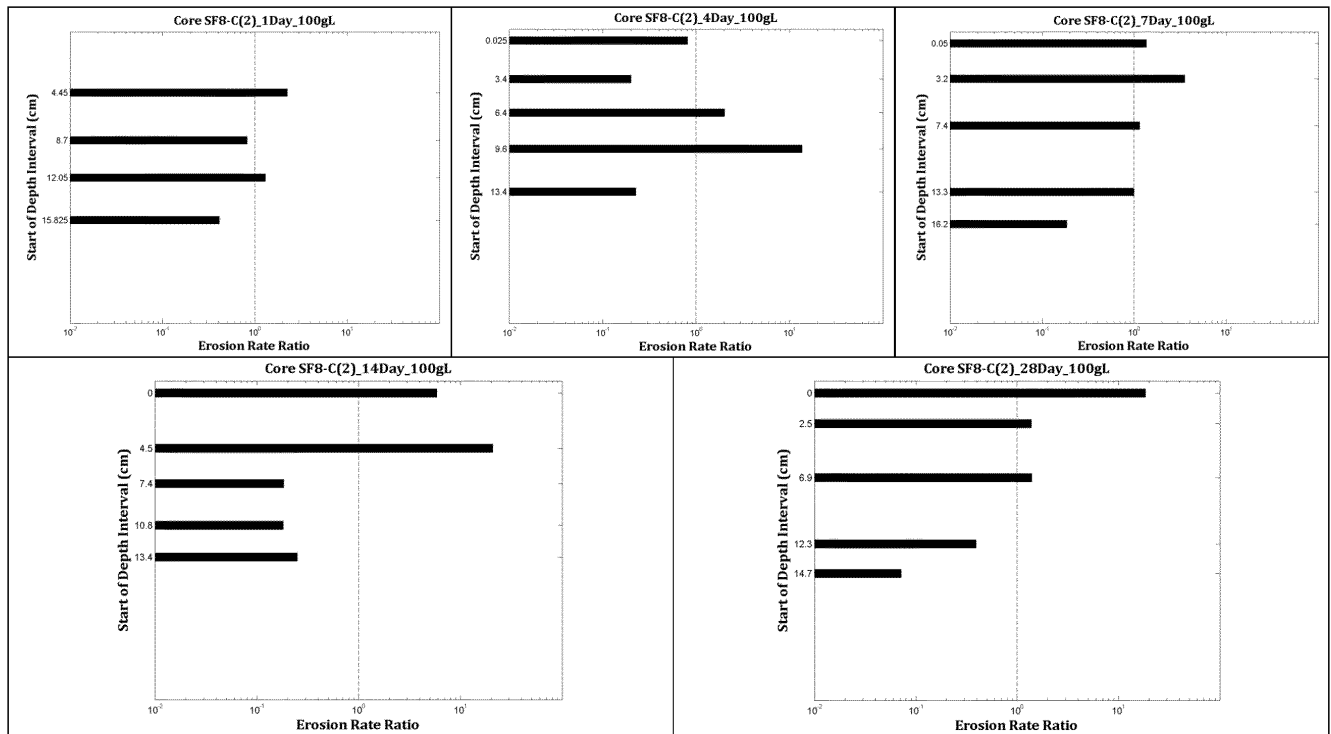 Core SF8-C(2)_1Day_100gL
Start of Depth Interval (cm)
4.45
8.7
12.05
15.825
10⁻² 10⁻¹ 10⁰ 10¹
Erosion Rate Ratio
Core SF8-C(2)_4Day_100gL
Start of Depth Interval (cm)
0.025
3.4
6.4
9.6
13.4
10⁻² 10⁻¹ 10⁰ 10¹
Erosion Rate Ratio
Core SF8-C(2)_7Day_100gL
Start of Depth Interval (cm)
0.05
3.2
7.4
13.3
16.2
10⁻² 10⁻¹ 10⁰ 10¹
Erosion Rate Ratio
Core SF8-C(2)_14Day_100gL
Start of Depth Interval (cm)
0
4.5
7.4
10.8
13.4
10⁻² 10⁻¹ 10⁰ 10¹
Erosion Rate Ratio
Core SF8-C(2)_28Day_100gL
Start of Depth Interval (cm)
0
2.5
6.9
12.3
14.7
10⁻² 10⁻¹ 10⁰ 10¹
Erosion Rate Ratio